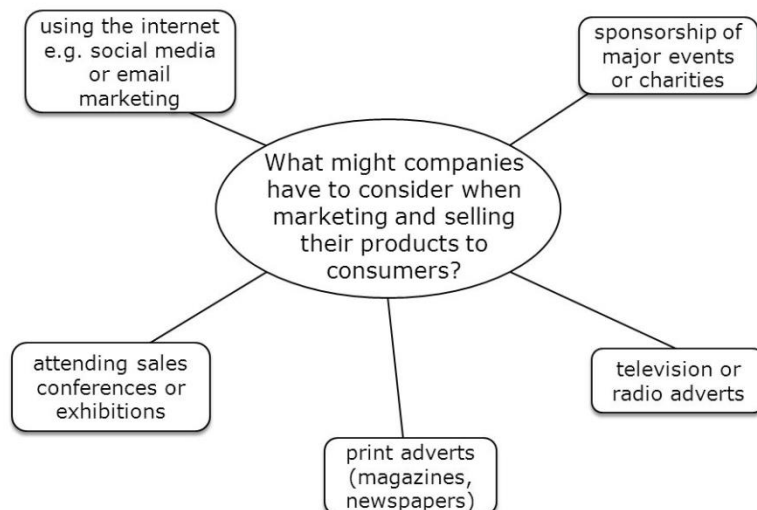 using the internet
e.g. social media
or email
marketing
sponsorship of
major events
or charities
What might companies
have to consider when
marketing and selling
their products to
consumers?
attending sales
conferences or
exhibitions
television or
radio adverts
print adverts
(magazines,
newspapers)